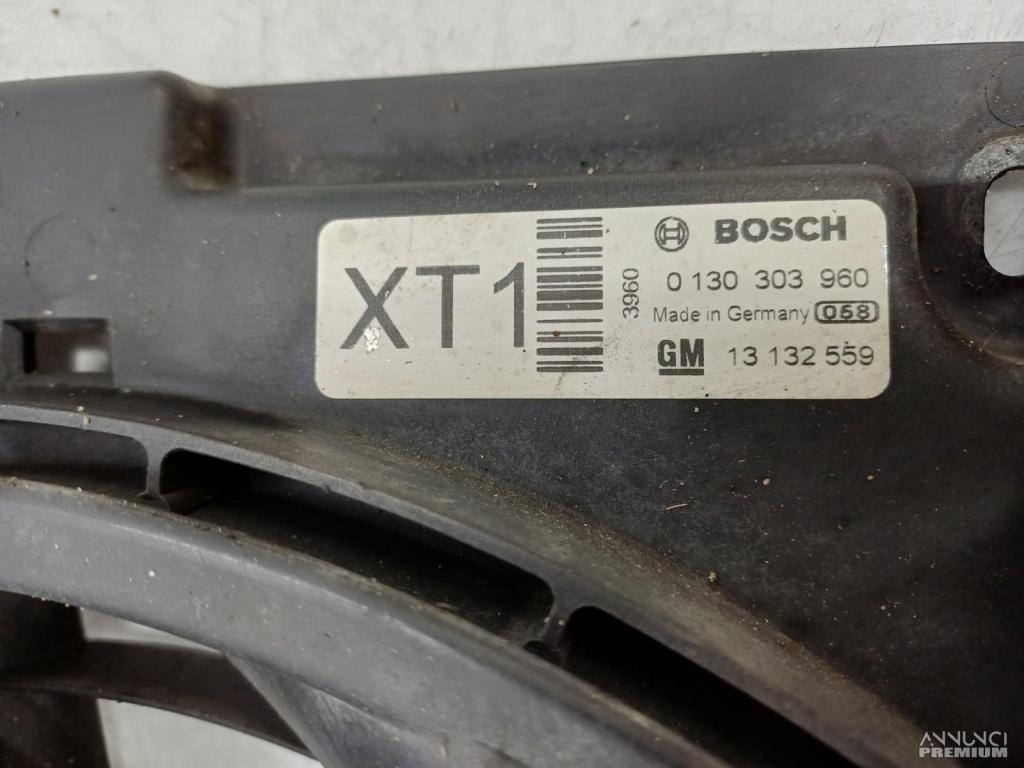 XT1
3960
BOSCH
0 130 303 960
Made in Germany 058
GM 13 132 559
ANNUNCI
PREMIUM